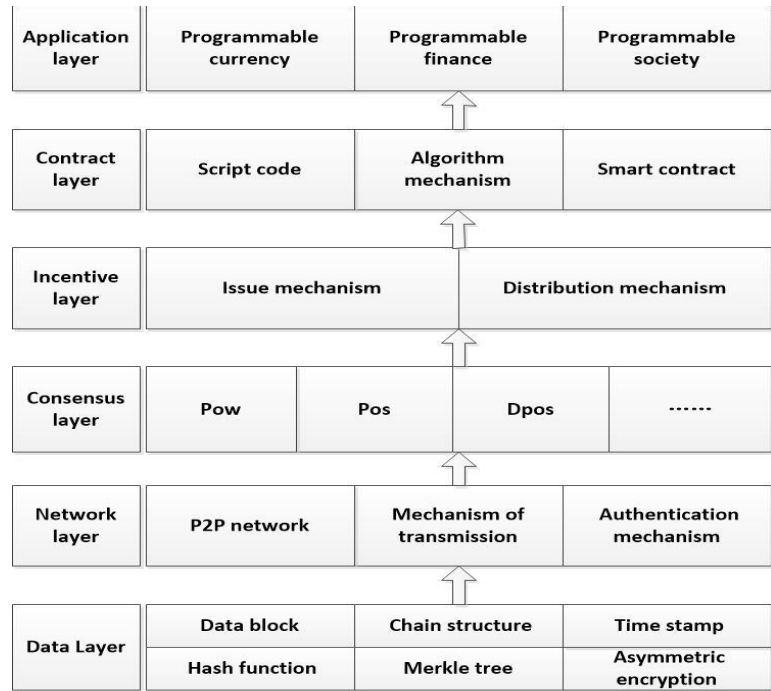 Application
layer
Programmable
currency
Programmable
finance
Programmable
society
Contract
layer
Script code
Algorithm
mechanism
Smart contract
Incentive
layer
Issue mechanism
Distribution mechanism
Consensus
layer
Pow
Pos
Dpos
······
Network
layer
P2P network
Mechanism of
transmission
Authentication
mechanism
Data Layer
Data block
Chain structure
Time stamp
Hash function
Merkle tree
Asymmetric
encryption